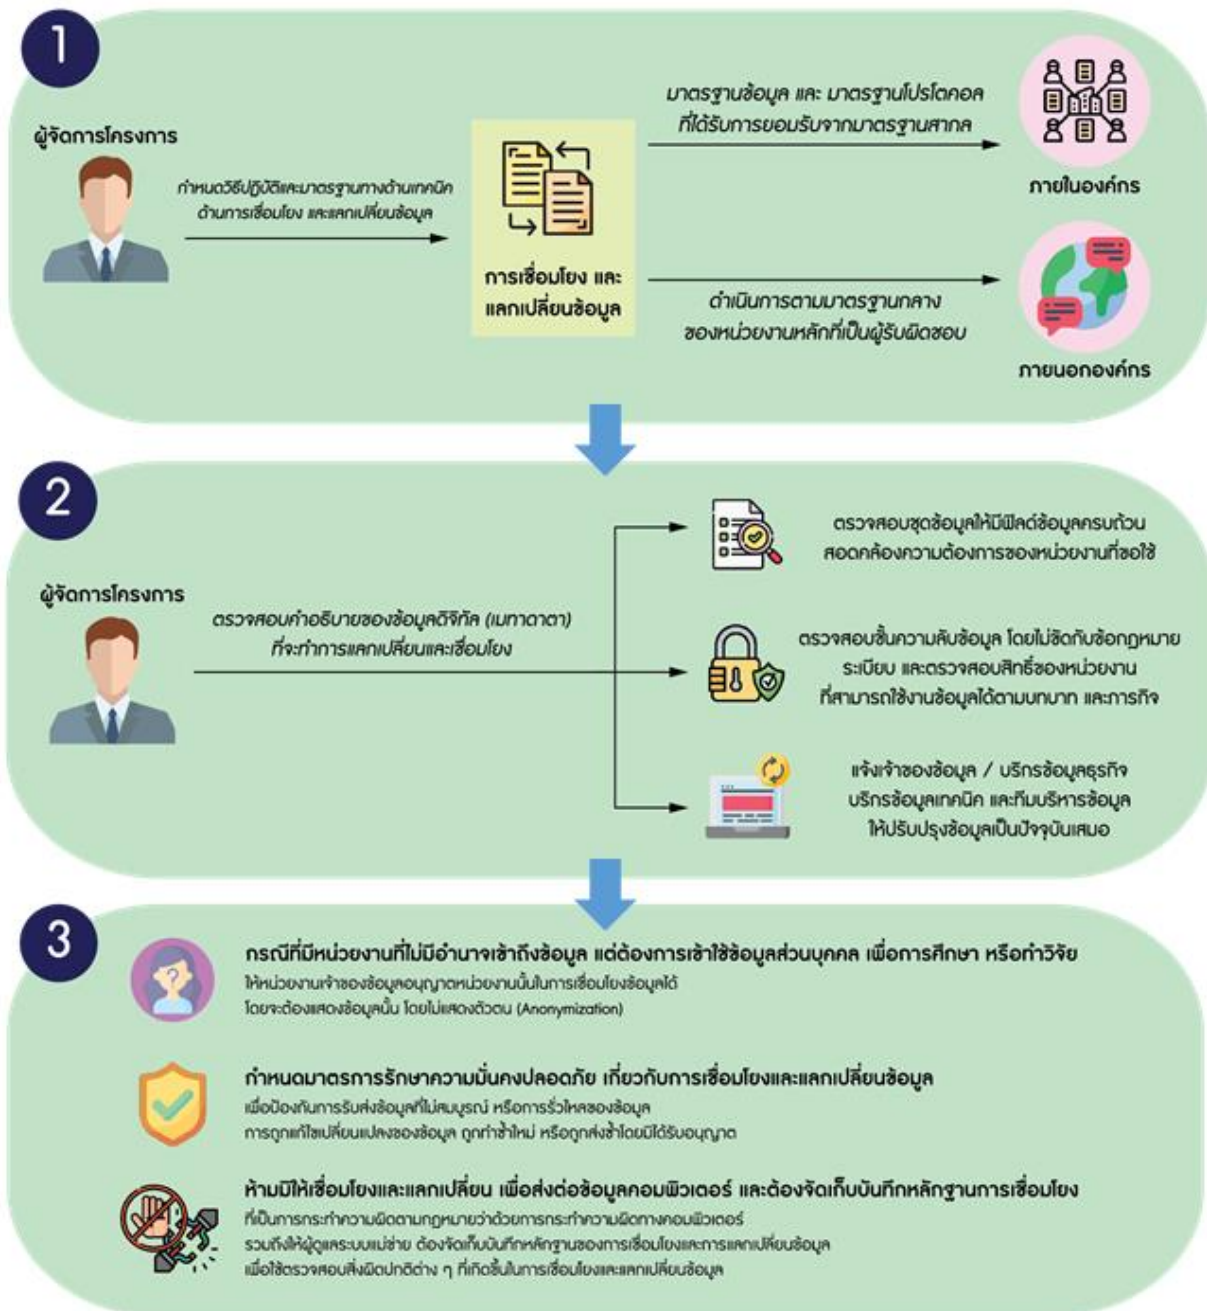 1
ผู้จัดการโครงการ
กำหนดวิธีปฏิบัติและมาตรฐานทางด้านเทคนิค
ด้านการเชื่อมโยง และแลกเปลี่ยนข้อมูล
การเชื่อมโยง และ
แลกเปลี่ยนข้อมูล
มาตรฐานข้อมูล และ มาตรฐานโปรโตคอล
ที่ได้รับการยอมรับจากมาตรฐานสากล
ภายในองค์กร
ดำเนินการตามมาตรฐานกลาง
ของหน่วยงานหลักที่เป็นผู้รับผิดชอบ
ภายนอกองค์กร
2
ผู้จัดการโครงการ
ตรวจสอบคำอธิบายของข้อมูลดิจิทัล (เมทาดาตา)
ที่จะทำการแลกเปลี่ยนและเชื่อมโยง
ตรวจสอบชุดข้อมูลให้มีฟิลด์ข้อมูลครบถ้วน
สอดคล้องความต้องการของหน่วยงานที่ขอใช้
ตรวจสอบชั้นความลับข้อมูล โดยไม่ขัดกับข้อกฎหมาย
ระเบียบ และตรวจสอบสิทธิ์ของหน่วยงาน
ที่สามารถใช้งานข้อมูลได้ตามบทบาท และภารกิจ
แจ้งเจ้าของข้อมูล / บริกรข้อมูลธุรกิจ
บริกรข้อมูลเทคนิค และทีมบริหารข้อมูล
ให้ปรับปรุงข้อมูลเป็นปัจจุบันเสมอ
3
กรณีที่มีหน่วยงานที่ไม่มีอำนาจเข้าถึงข้อมูล แต่ต้องการเข้าใช้ข้อมูลส่วนบุคคล เพื่อการศึกษา หรือทำวิจัย
ให้หน่วยงานเจ้าของข้อมูลอนุญาตหน่วยงานนั้นในการเชื่อมโยงข้อมูลได้
โดยจะต้องแสดงข้อมูลนั้น โดยไม่แสดงตัวตน (Anonymization)
กำหนดมาตรการรักษาความมั่นคงปลอดภัย เกี่ยวกับการเชื่อมโยงและแลกเปลี่ยนข้อมูล
เพื่อป้องกันการรับส่งข้อมูลที่ไม่สมบูรณ์ หรือการรั่วไหลของข้อมูล
การถูกแก้ไขเปลี่ยนแปลงของข้อมูล ถูกทำซ้ำใหม่ หรือถูกส่งซ้ำโดยมิได้รับอนุญาต
ห้ามมิให้เชื่อมโยงและแลกเปลี่ยน เพื่อส่งต่อข้อมูลคอมพิวเตอร์ และต้องจัดเก็บบันทึกหลักฐานการเชื่อมโยง
ที่เป็นการกระทำความผิดตามกฎหมายว่าด้วยการกระทำความผิดทางคอมพิวเตอร์
รวมถึงให้ผู้ดูแลระบบแม่ข่าย ต้องจัดเก็บบันทึกหลักฐานของการเชื่อมโยงและการแลกเปลี่ยนข้อมูล
เพื่อใช้ตรวจสอบสิ่งผิดปกติต่าง ๆ ที่เกิดขึ้นในการเชื่อมโยงและแลกเปลี่ยนข้อมูล